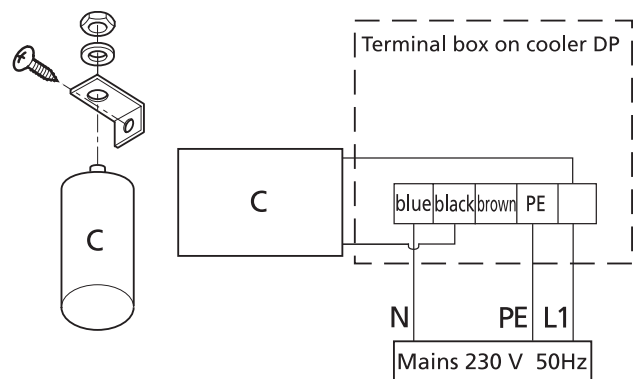 Terminal box on cooler DP
C
C
blue black brown PE
N PE L1
Mains 230 V 50Hz